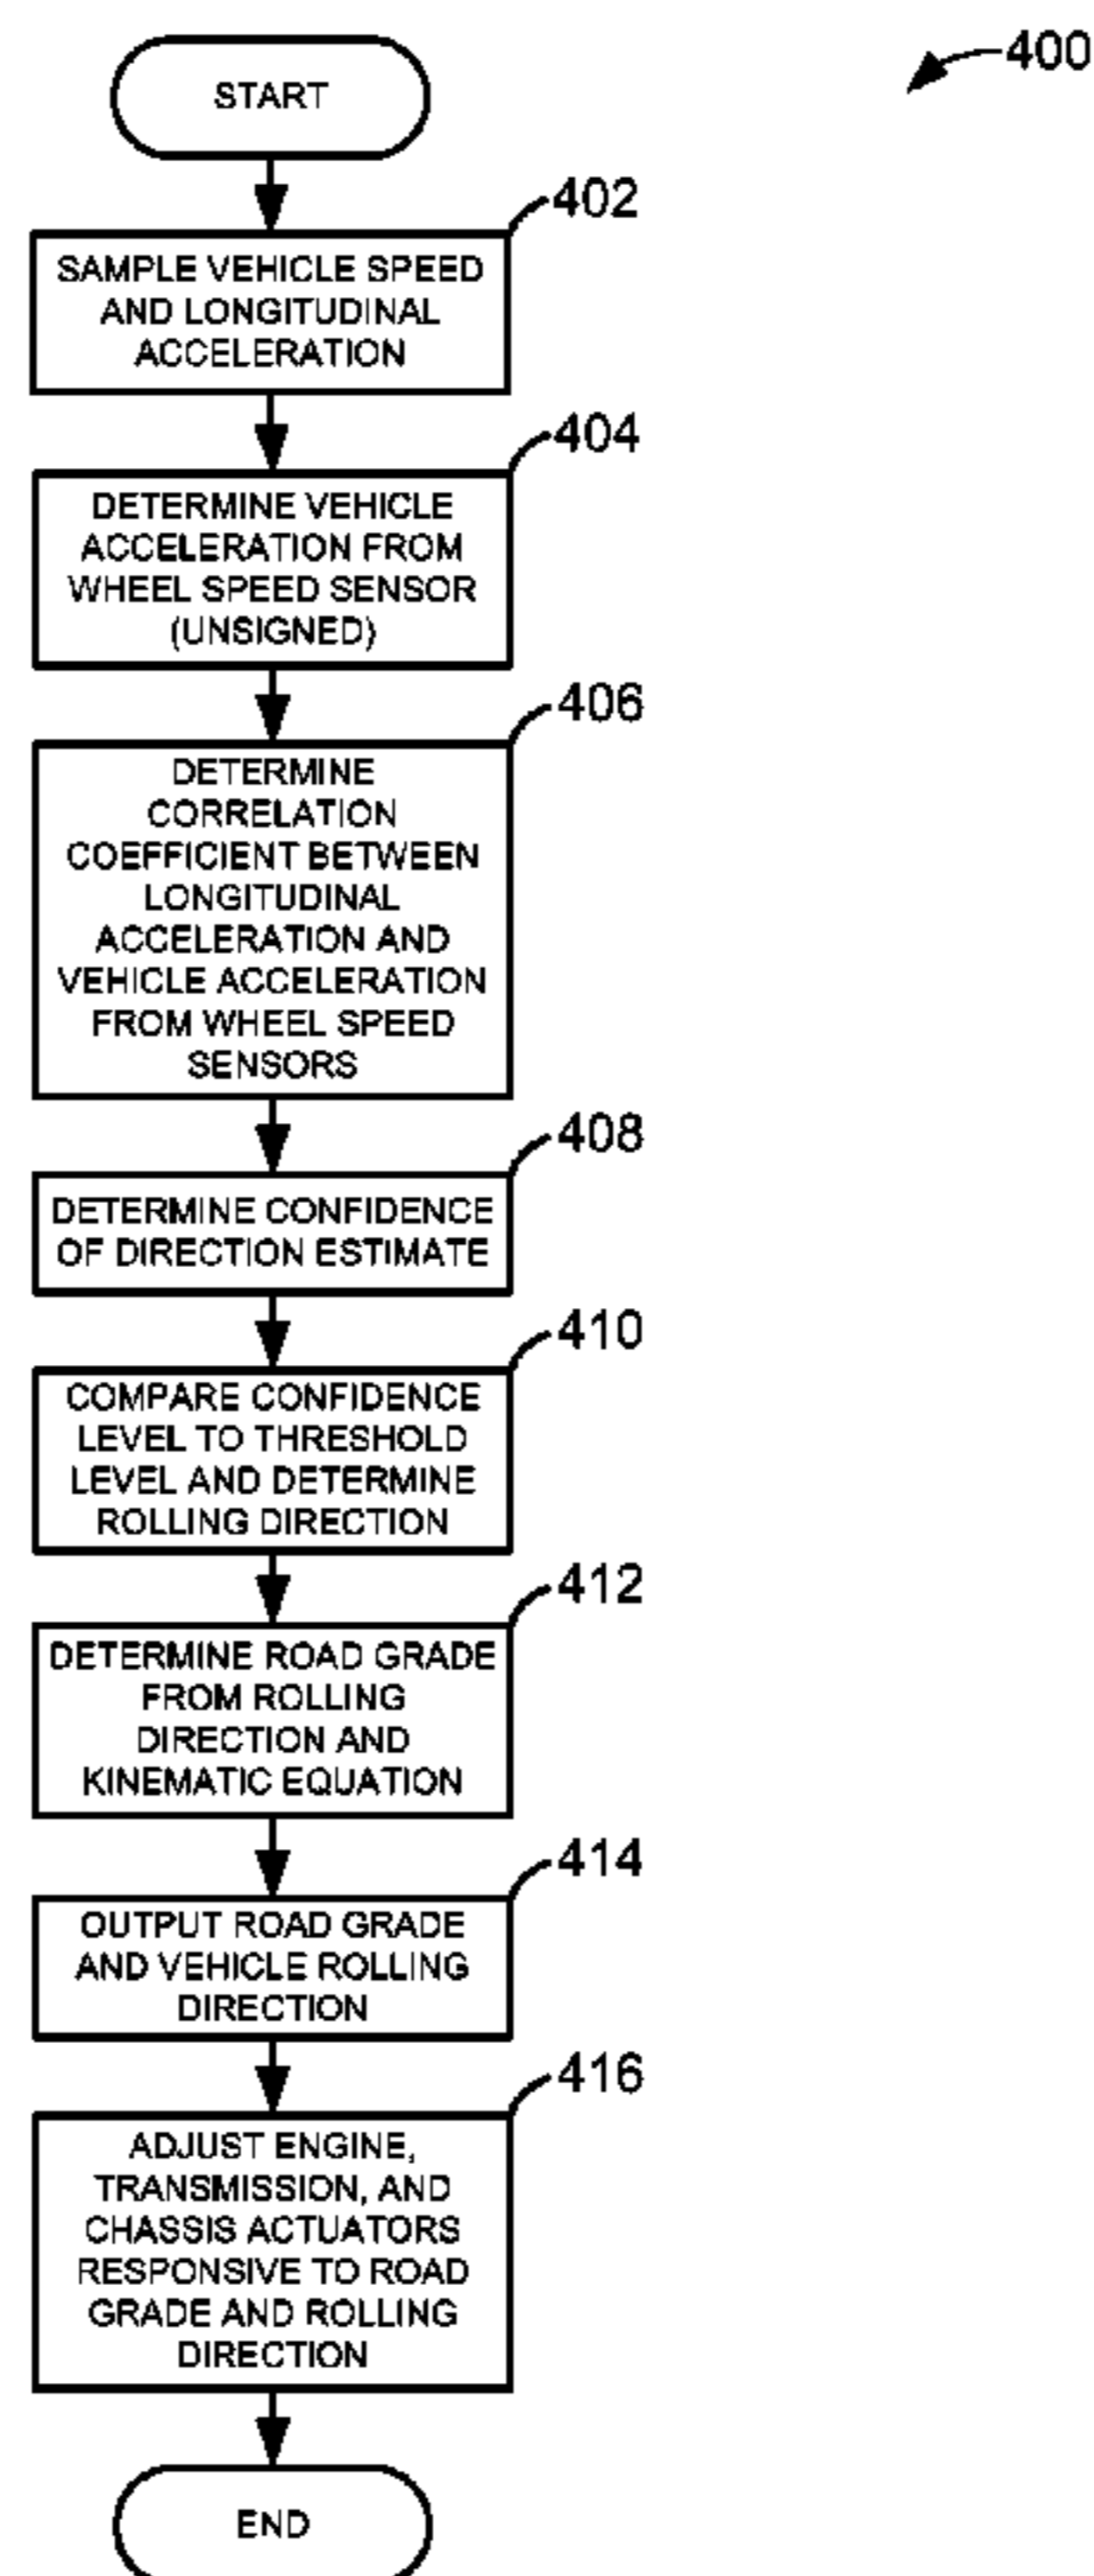 400
START
402
SAMPLE VEHICLE SPEED
AND LONGITUDINAL
ACCELERATION
404
DETERMINE VEHICLE
ACCELERATION FROM
WHEEL SPEED SENSOR
(UNSIGNED)
406
DETERMINE
CORRELATION
COEFFICIENT BETWEEN
LONGITUDINAL
ACCELERATION AND
VEHICLE ACCELERATION
FROM WHEEL SPEED
SENSORS
408
DETERMINE CONFIDENCE
OF DIRECTION ESTIMATE
410
COMPARE CONFIDENCE
LEVEL TO THRESHOLD
LEVEL AND DETERMINE
ROLLING DIRECTION
412
DETERMINE ROAD GRADE
FROM ROLLING
DIRECTION AND
KINEMATIC EQUATION
414
OUTPUT ROAD GRADE
AND VEHICLE ROLLING
DIRECTION
416
ADJUST ENGINE,
TRANSMISSION, AND
CHASSIS ACTUATORS
RESPONSIVE TO ROAD
GRADE AND ROLLING
DIRECTION
END